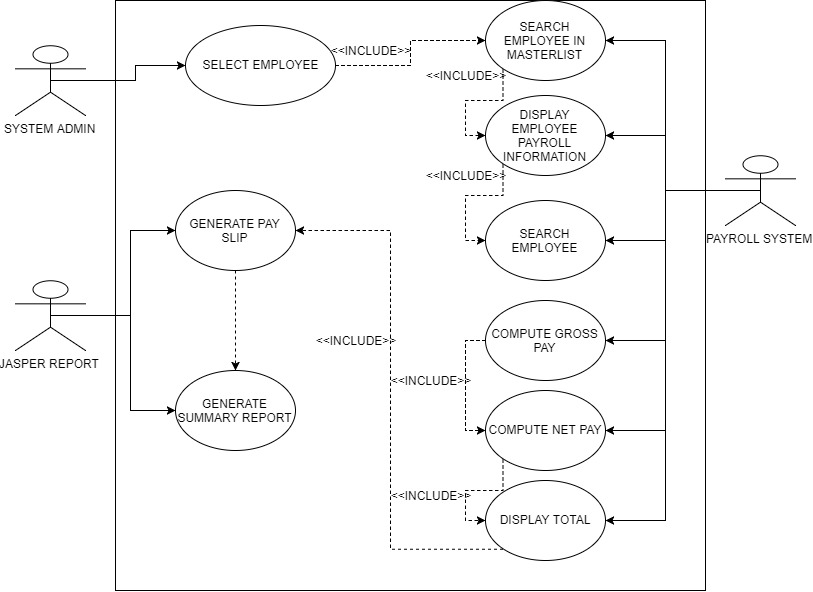 SEARCH
EMPLOYEE IN
MASTERLIST
<<INCLUDE>>
SELECT EMPLOYEE
<<INCLUDE>>
SYSTEM ADMIN
DISPLAY
EMPLOYEE
PAYROLL
INFORMATION
<<INCLUDE>>
GENERATE PAY
SLIP
SEARCH
EMPLOYEE
PAYROLL SYSTEM
COMPUTE GROSS
PAY
<<INCLUDE>>
JASPER REPORT
<<INCLUDE>>
GENERATE
SUMMARY REPORT
COMPUTE NET PAY
<<INCLUDE>>
DISPLAY TOTAL